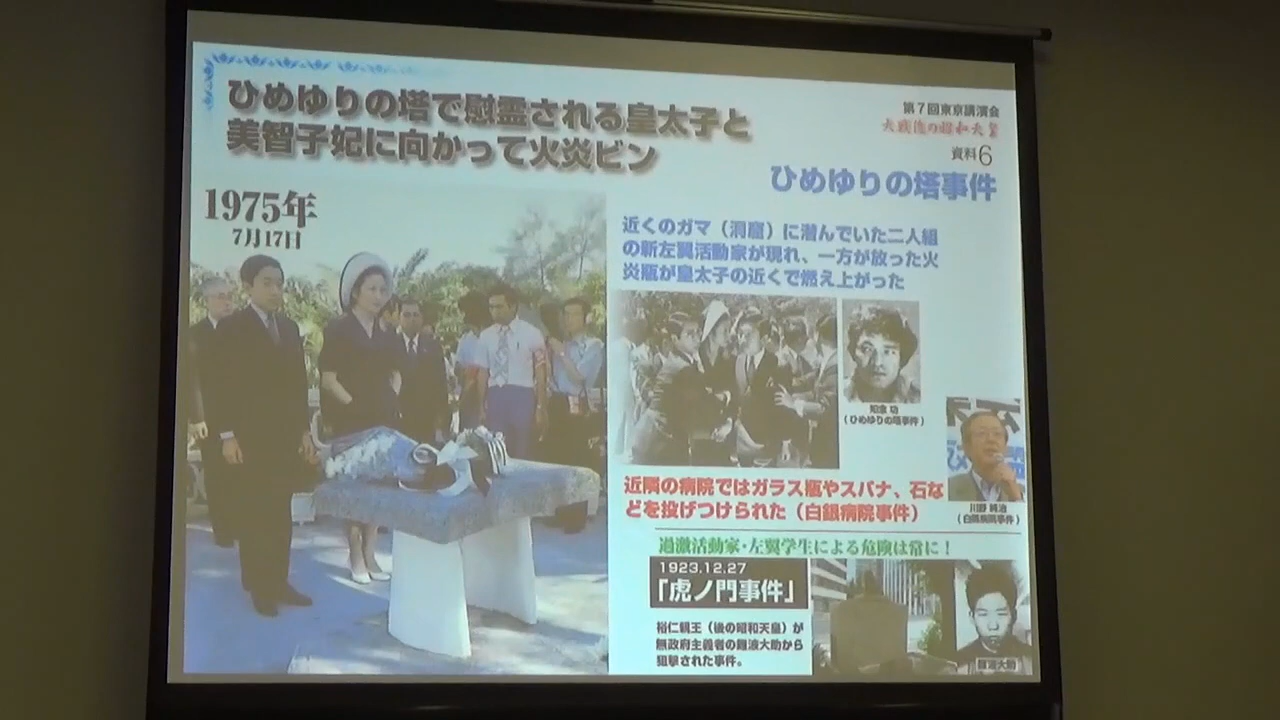 ひめゆりの塔で慰霊される皇太子と
美智子妃に向かって火炎ビン
第7回東京講演会
資料6
ひめゆりの塔事件
1975年
7月17日
近くのガマ（洞窟）に潜んでいた二人組
の新左翼活動家が現れ、一方が放った火
炎瓶が皇太子の近くで燃え上がった
知念 功
（ひめゆりの塔事件）
近隣の病院ではガラス瓶やスパナ、石な
どを投げつけられた（白銀病院事件）
川野 純治
（白銀病院事件）
過激活動家・左翼学生による危険は常に！
1923.12.27
「虎ノ門事件」
裕仁親王（後の昭和天皇）が
無政府主義者の難波大助から
狙撃された事件。
難波大助